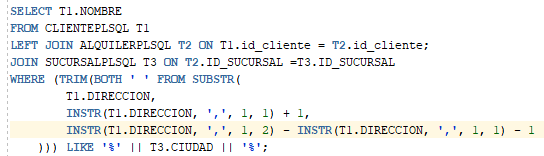 SELECT T1.NOMBRE
FROM CLIENTEPLSQL T1
LEFT JOIN ALQUILERPLSQL T2 ON T1.id_cliente = T2.id_cliente;
JOIN SUCURSALPLSQL T3 ON T2.ID_SUCURSAL =T3.ID_SUCURSAL
WHERE (TRIM(BOTH ' ' FROM SUBSTR(
T1.DIRECCION,
INSTR(T1.DIRECCION, ',', 1, 1) + 1,
INSTR(T1.DIRECCION, ',', 1, 2) - INSTR(T1.DIRECCION, ',', 1, 1) - 1
))) LIKE '%' || T3.CIUDAD || '%';